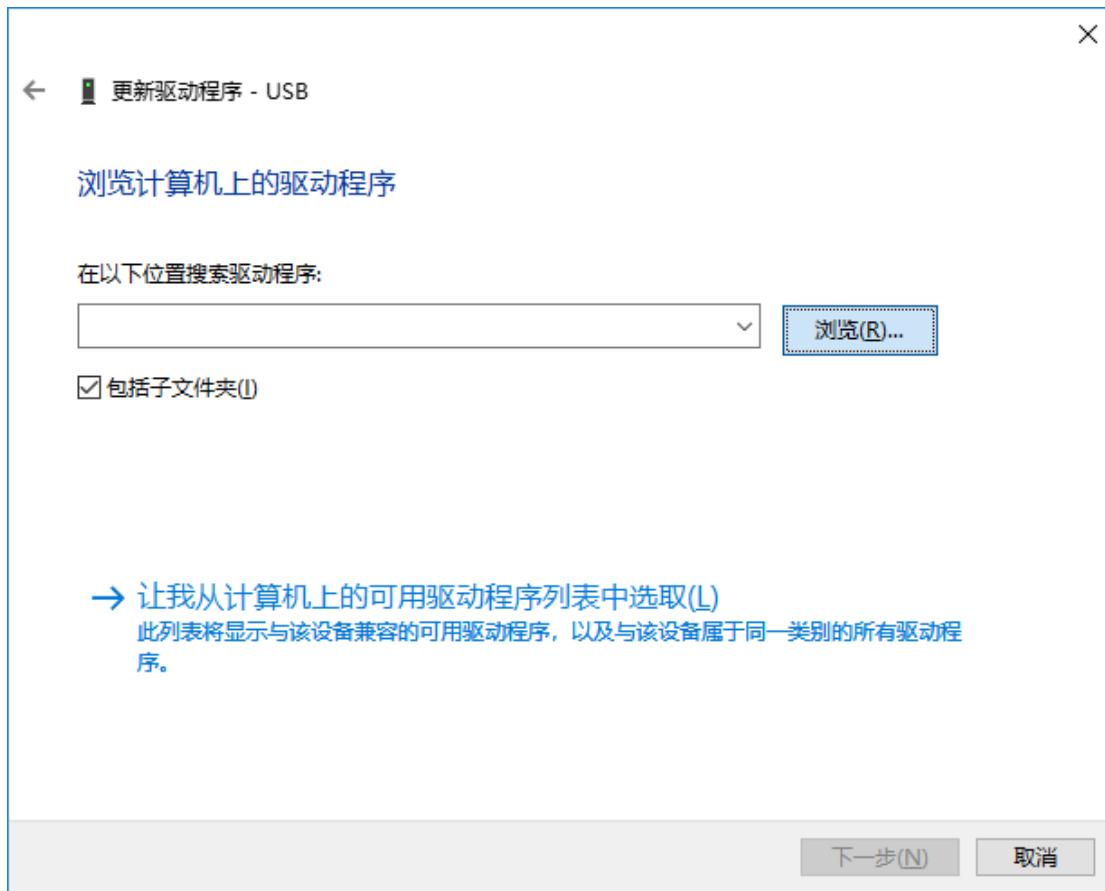 更新驱动程序 - USB
浏览计算机上的驱动程序
在以下位置搜索驱动程序:
浏览(R)...
包括子文件夹(I)
让我从计算机上的可用驱动程序列表中选取(L)
此列表将显示与该设备兼容的可用驱动程序，以及与该设备属于同一类别的所有驱动程
序。
下一步(N)
取消